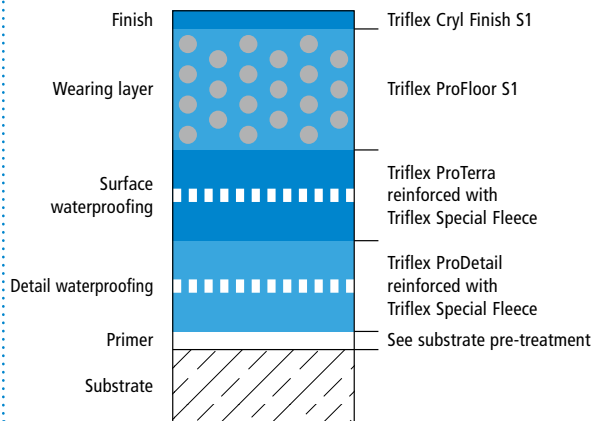 Finish
Triflex Cryl Finish S1
Wearing layer
Triflex ProFloor S1
Surface
waterproofing
Triflex ProTerra
reinforced with
Triflex Special Fleece
Detail waterproofing
Triflex ProDetail
reinforced with
Triflex Special Fleece
Primer
See substrate pre-treatment
Substrate